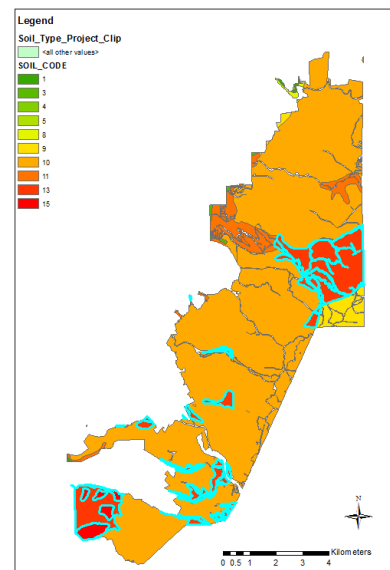 Legend
Soil_Type_Project_Clip
<all other values>
SOIL_CODE
1
3
4
5
8
9
10
11
13
15
N
Kilometers
0 0.5 1 2 3 4